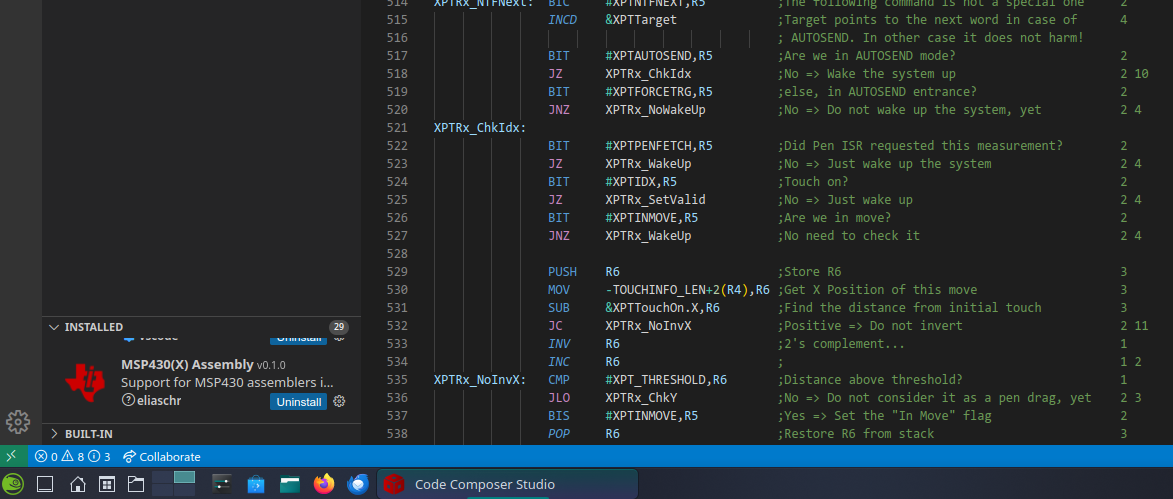 514 XPTRx_NTFNext: BIC #XPTNTFNEXT,R5 ;The following command is not a special one 2
515 INCD &XPTTarget ;Target points to the next word in case of 4
516 ; AUTOSEND. In other case it does not harm!
517 BIT #XPTAUTOSEND,R5 ;Are we in AUTOSEND mode? 2
518 JZ XPTRx_ChkIdx ;No => Wake the system up 2 10
519 BIT #XPTFORCETRG,R5 ;else, in AUTOSEND entrance? 2
520 JNZ XPTRx_NoWakeUp ;No => Do not wake up the system, yet 2 4
521 XPTRx_ChkIdx:
522 BIT #XPTPENFETCH,R5 ;Did Pen ISR requested this measurement? 2
523 JZ XPTRx_WakeUp ;No => Just wake up the system 2 4
524 BIT #XPTIDX,R5 ;Touch on? 2
525 JZ XPTRx_SetValid ;No => Just wake up 2 4
526 BIT #XPTINMOVE,R5 ;Are we in move? 2
527 JNZ XPTRx_WakeUp ;No need to check it 2 4
528
529 PUSH R6 ;Store R6 3
530 MOV -TOUCHINFO_LEN+2(R4),R6 ;Get X Position of this move 3
531 SUB &XPTTouchOn.X,R6 ;Find the distance from initial touch 3
532 JC XPTRx_NoInvX ;Positive => Do not invert 2 11
533 INV R6 ;2's complement... 1
534 INC R6 ; 1 2
535 XPTRx_NoInvX: CMP #XPT_THRESHOLD,R6 ;Distance above threshold? 1
536 JLO XPTRx_ChkY ;No => Do not consider it as a pen drag, yet 2 3
537 BIS #XPTINMOVE,R5 ;Yes => Set the "In Move" flag 2
538 POP R6 ;Restore R6 from stack 3
INSTALLED 29
vscode Uninstall
MSP430(X) Assembly v0.1.0
Support for MSP430 assemblers i...
eliaschr Uninstall
BUILT-IN
0 8 3 Collaborate
Code Composer Studio